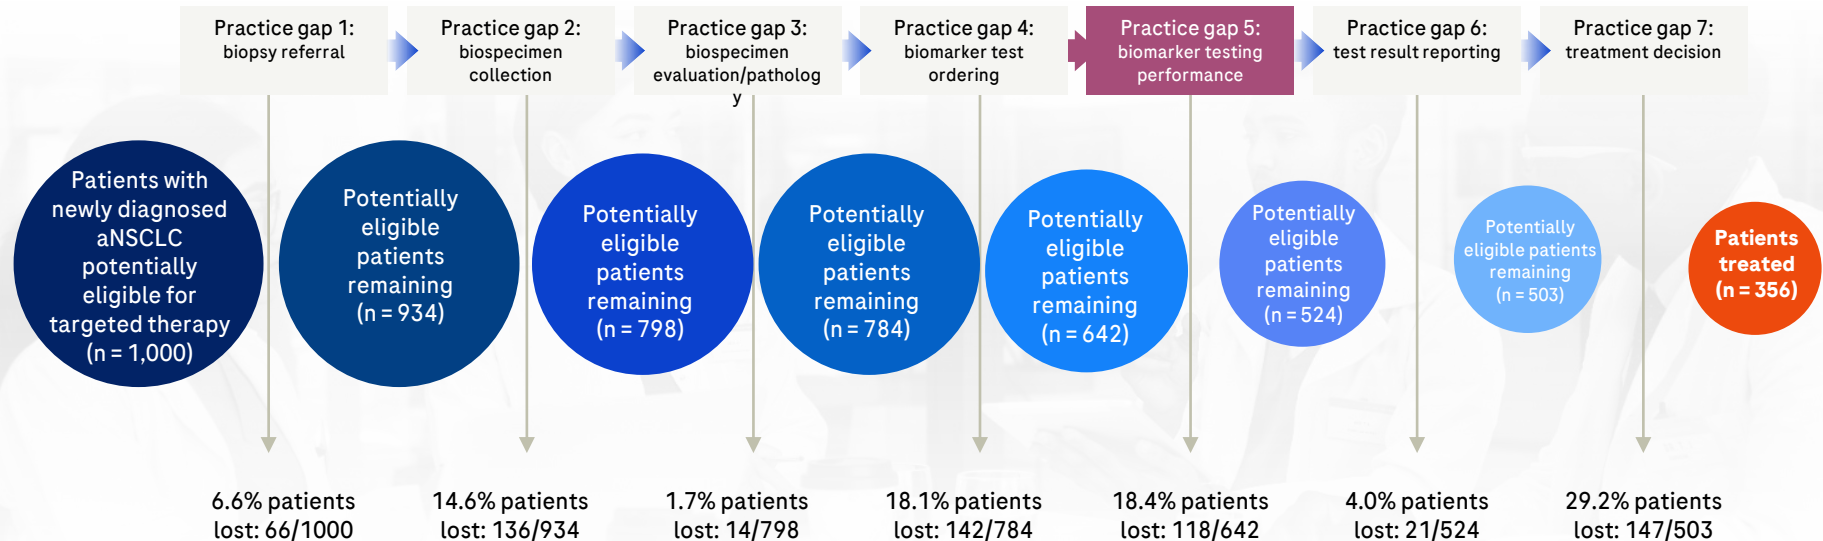 Practice gap 1:
biopsy referral
Practice gap 2:
biospecimen
collection
Practice gap 3:
biospecimen
evaluation/patholog
y
Practice gap 4:
biomarker test
ordering
Practice gap 5:
biomarker testing
performance
Practice gap 6:
test result reporting
Practice gap 7:
treatment decision
Patients with
newly diagnosed
aNSCLC
potentially
eligible for
targeted therapy
(n = 1,000)
Potentially
eligible
patients
remaining
(n = 934)
Potentially
eligible
patients
remaining
(n = 798)
Potentially
eligible
patients
remaining
(n = 784)
Potentially
eligible
patients
remaining
(n = 642)
Potentially
eligible
patients
remaining
(n = 524)
Potentially
eligible patients
remaining
(n = 503)
Patients
treated
(n = 356)
6.6% patients
lost: 66/1000
14.6% patients
lost: 136/934
1.7% patients
lost: 14/798
18.1% patients
lost: 142/784
18.4% patients
lost: 118/642
4.0% patients
lost: 21/524
29.2% patients
lost: 147/503